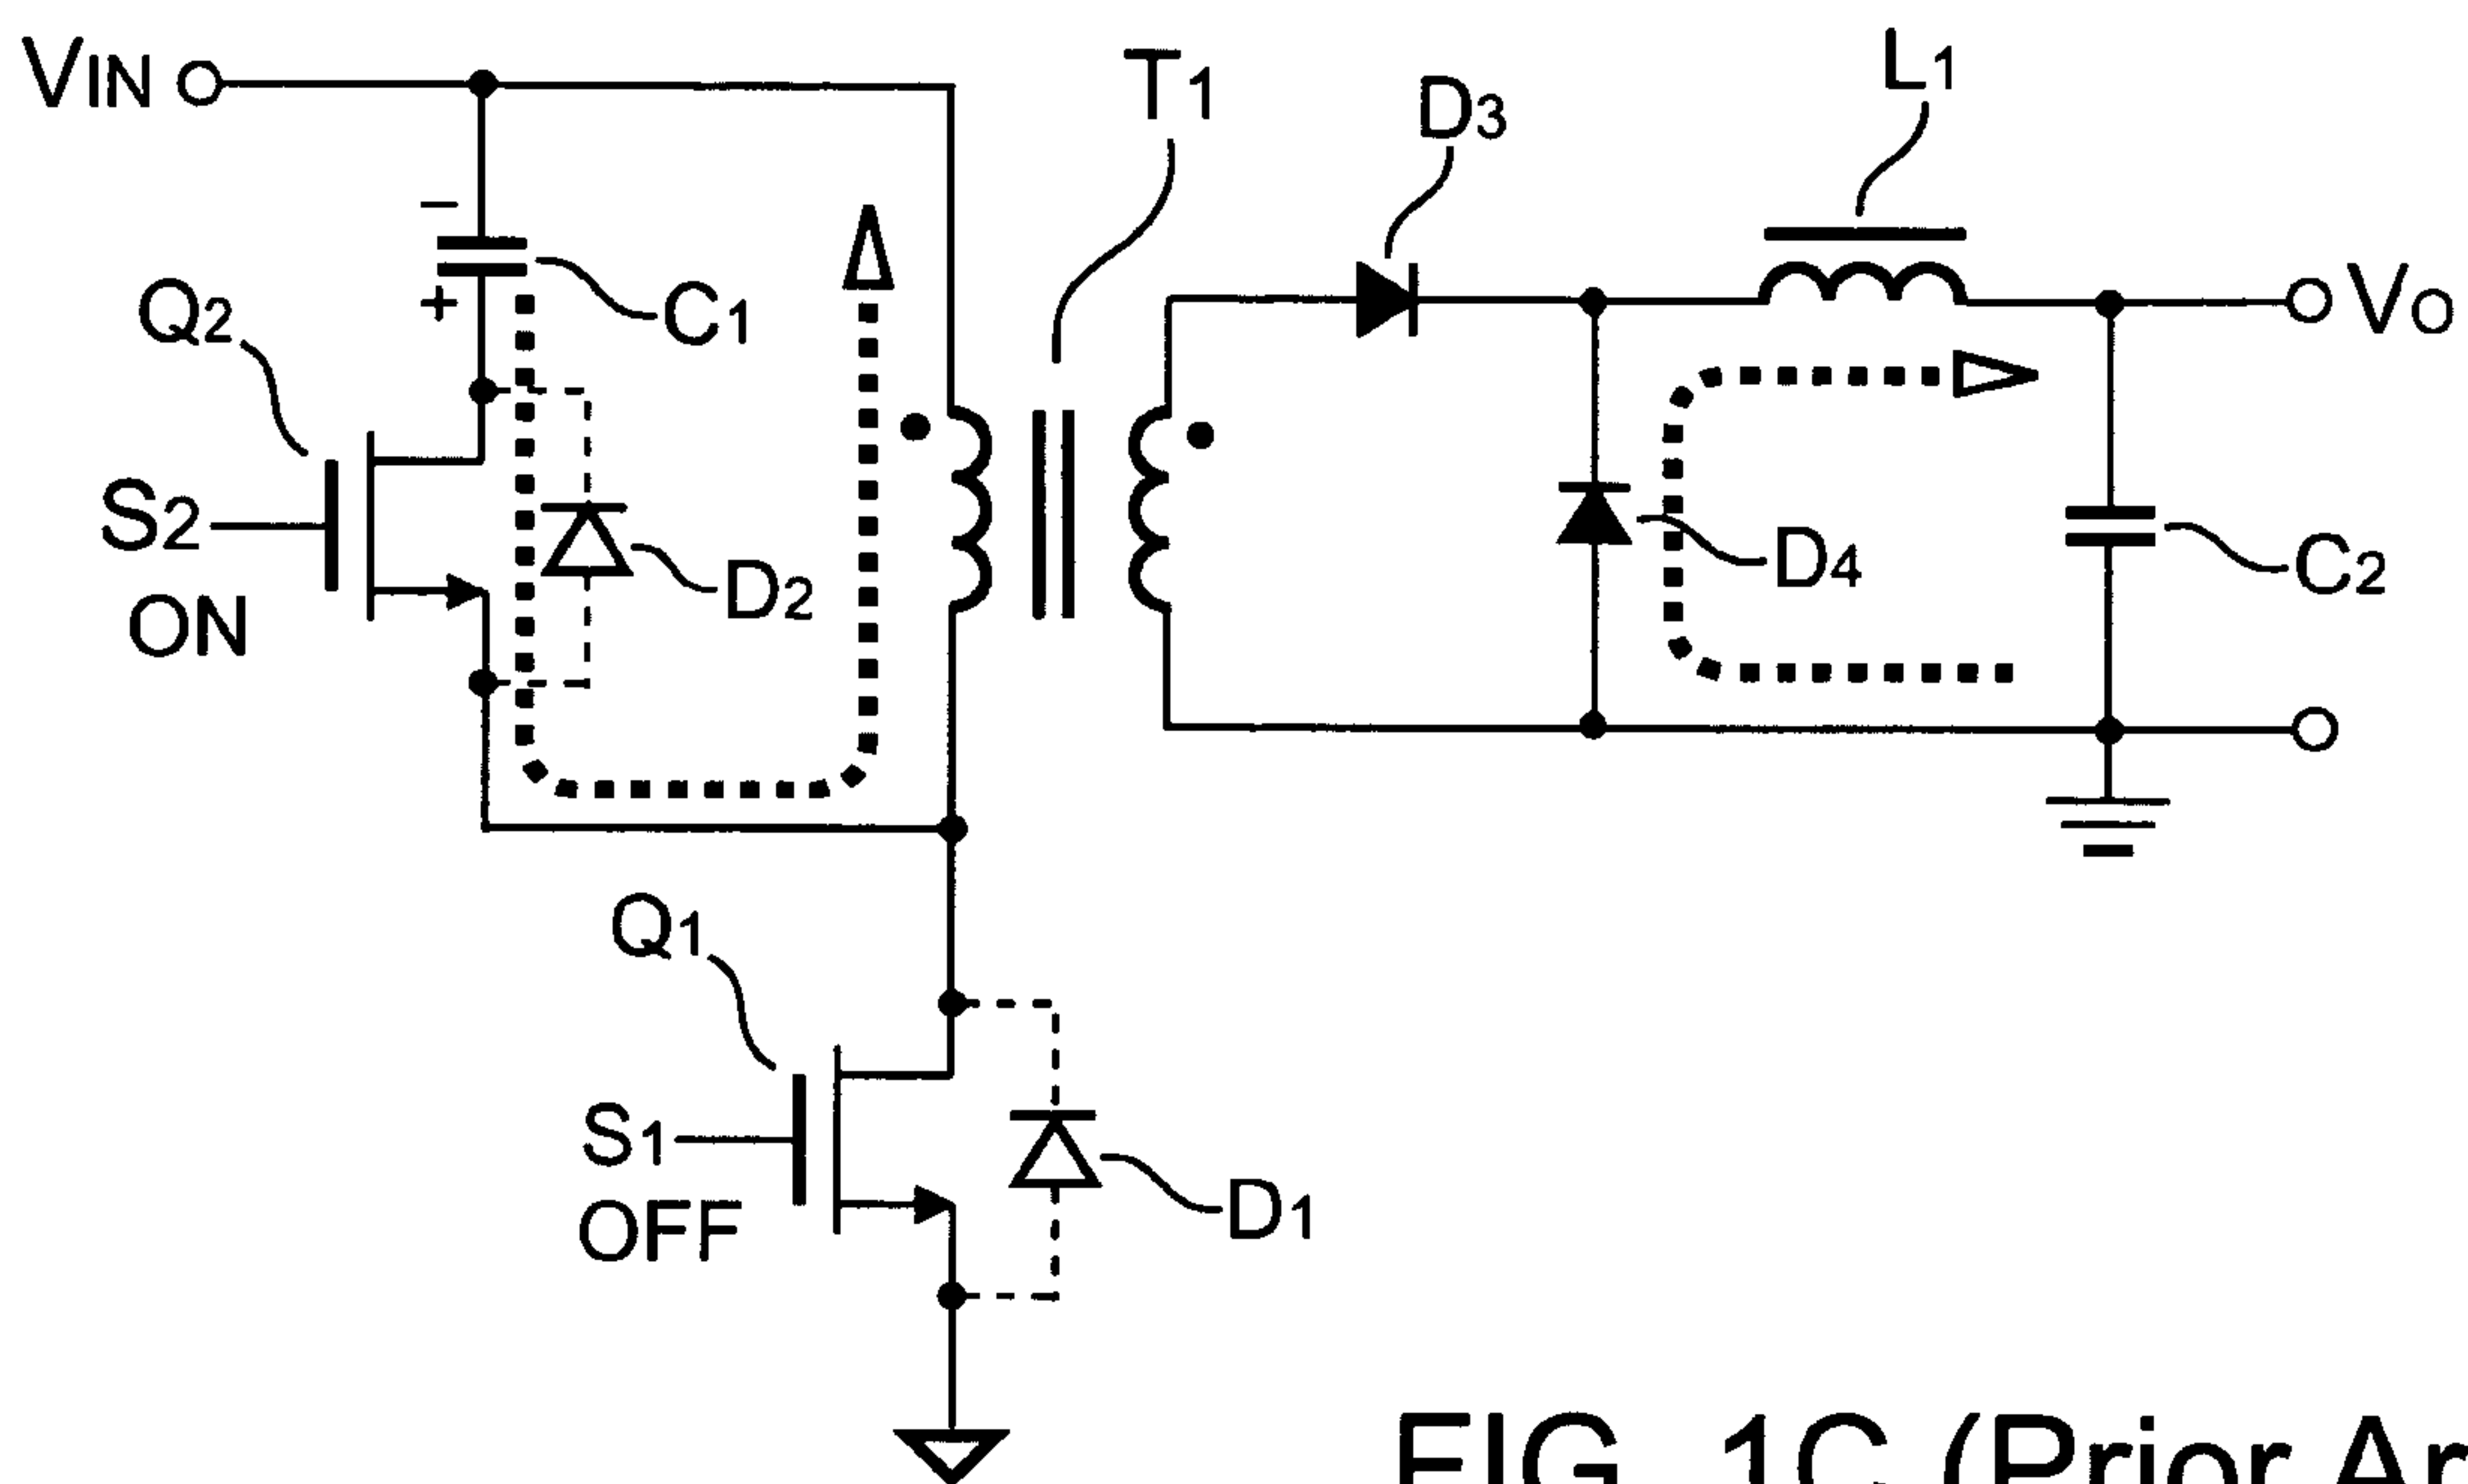 VIN
T1
D3
L1
−
+
C1
Q2
VO
S2
ON
D2
D4
C2
Q1
S1
OFF
D1
FIG. 1C (Prior